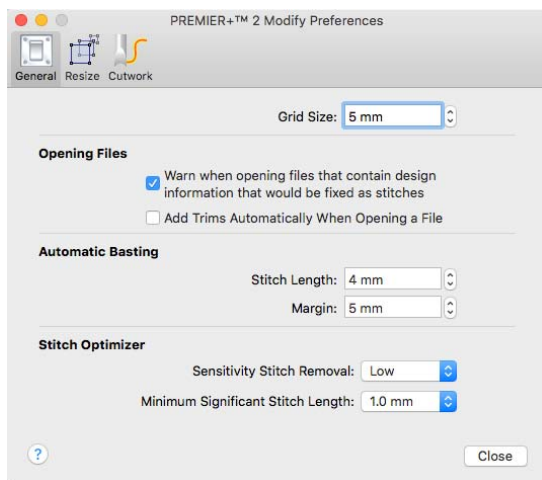 PREMIER+™ 2 Modify Preferences
General Resize Cutwork
Grid Size: 5 mm
Opening Files
Warn when opening files that contain design
information that would be fixed as stitches
Add Trims Automatically When Opening a File
Automatic Basting
Stitch Length: 4 mm
Margin: 5 mm
Stitch Optimizer
Sensitivity Stitch Removal: Low
Minimum Significant Stitch Length: 1.0 mm
? Close